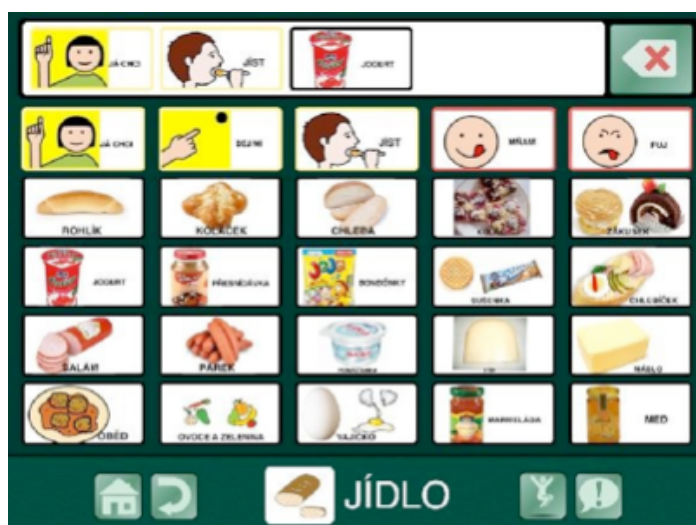 JÁ CHCI
JÍST
JOGURT
JÁ CHCI
DEJ MI
JÍST
MŇAM
FUJ
ROHLÍK
KOLÁČEK
CHLEBA
ZÁKUSEK
JOGURT
PŘESNÍDÁVKA
BONBÓNKY
SUŠENKA
CHLEBÍČEK
SALÁM
PÁREK
MÁSLO
OBĚD
OVOCE A ZELENINA
VAJÍČKO
MARMELÁDA
MED
JÍDLO